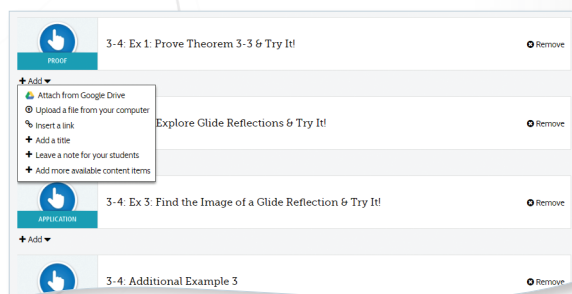 3-4: Ex 1: Prove Theorem 3-3 & Try It!
Remove
PROOF
+ Add
Attach from Google Drive
Upload a file from your computer
Insert a link
+ Add a title
+ Leave a note for your students
+ Add more available content items
Explore Glide Reflections & Try It!
Remove
3-4: Ex 3: Find the Image of a Glide Reflection & Try It!
Remove
APPLICATION
+ Add
3-4: Additional Example 3
Remove